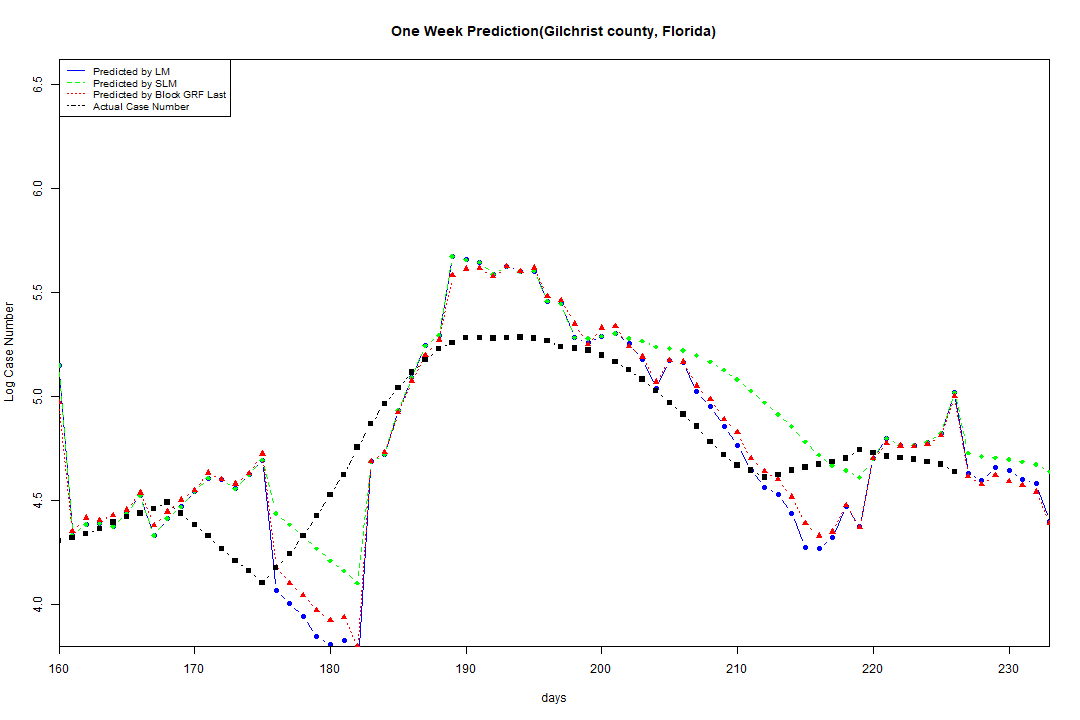 One Week Prediction(Gilchrist county, Florida)
Predicted by LM
Predicted by SLM
Predicted by Block GRF Last
Actual Case Number
6.5
6.0
5.5
5.0
4.5
4.0
Log Case Number
160 170 180 190 200 210 220 230
days